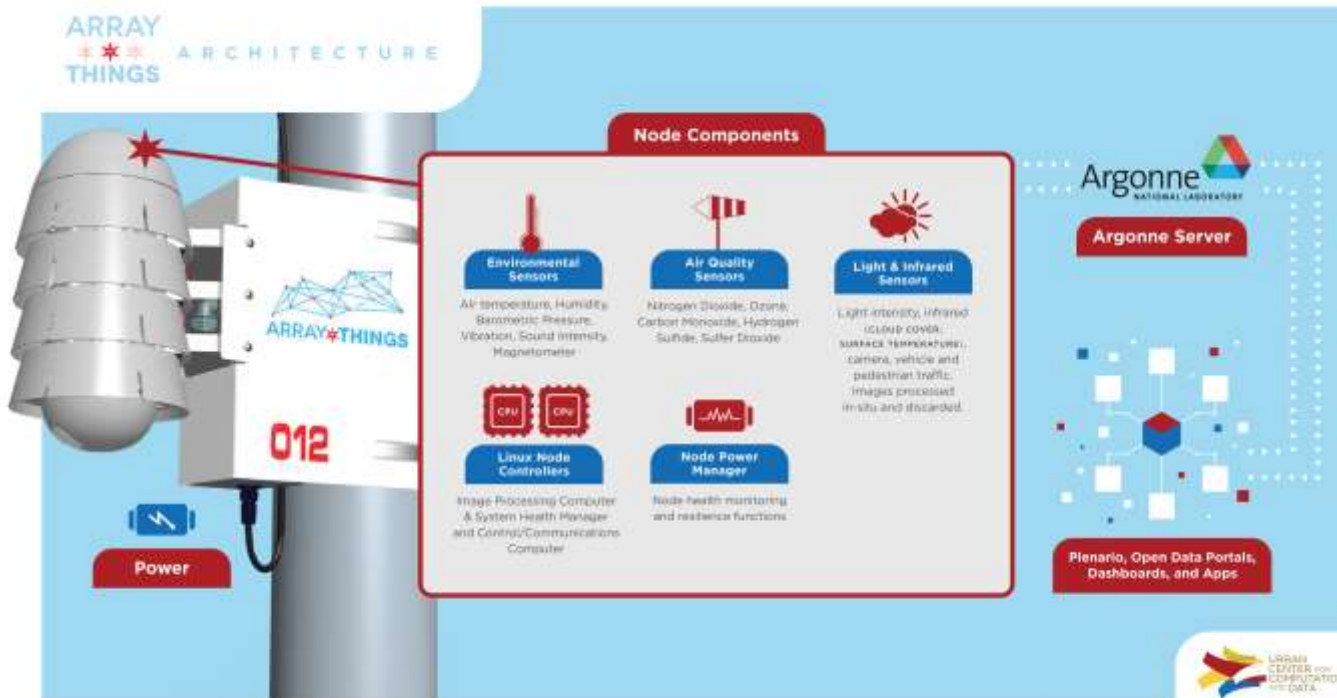 ARRAY
THINGS
ARCHITECTURE
Node Components
Environmental
Sensors
Air temperature, Humidity,
Barometric Pressure,
Vibration, Sound Intensity,
Magnetometer
Air Quality
Sensors
Nitrogen Dioxide, Ozone,
Carbon Monoxide, Hydrogen
Sulfide, Sulfer Dioxide
Light & Infrared
Sensors
Light intensity, infrared
(CLOUD COVER,
SURFACE TEMPERATURE),
camera, vehicle and
pedestrian traffic.
Images processed
in-situ and discarded.
CPU CPU
Linux Node
Controllers
Image Processing Computer
& System Health Manager
and Control/Communications
Computer
Node Power
Manager
Node health monitoring
and resilience functions
ARRAY THINGS
012
Power
Argonne
NATIONAL LABORATORY
Argonne Server
Plenario, Open Data Portals,
Dashboards, and Apps
URBAN
CENTER FOR
COMPUTATIO
AND DATA